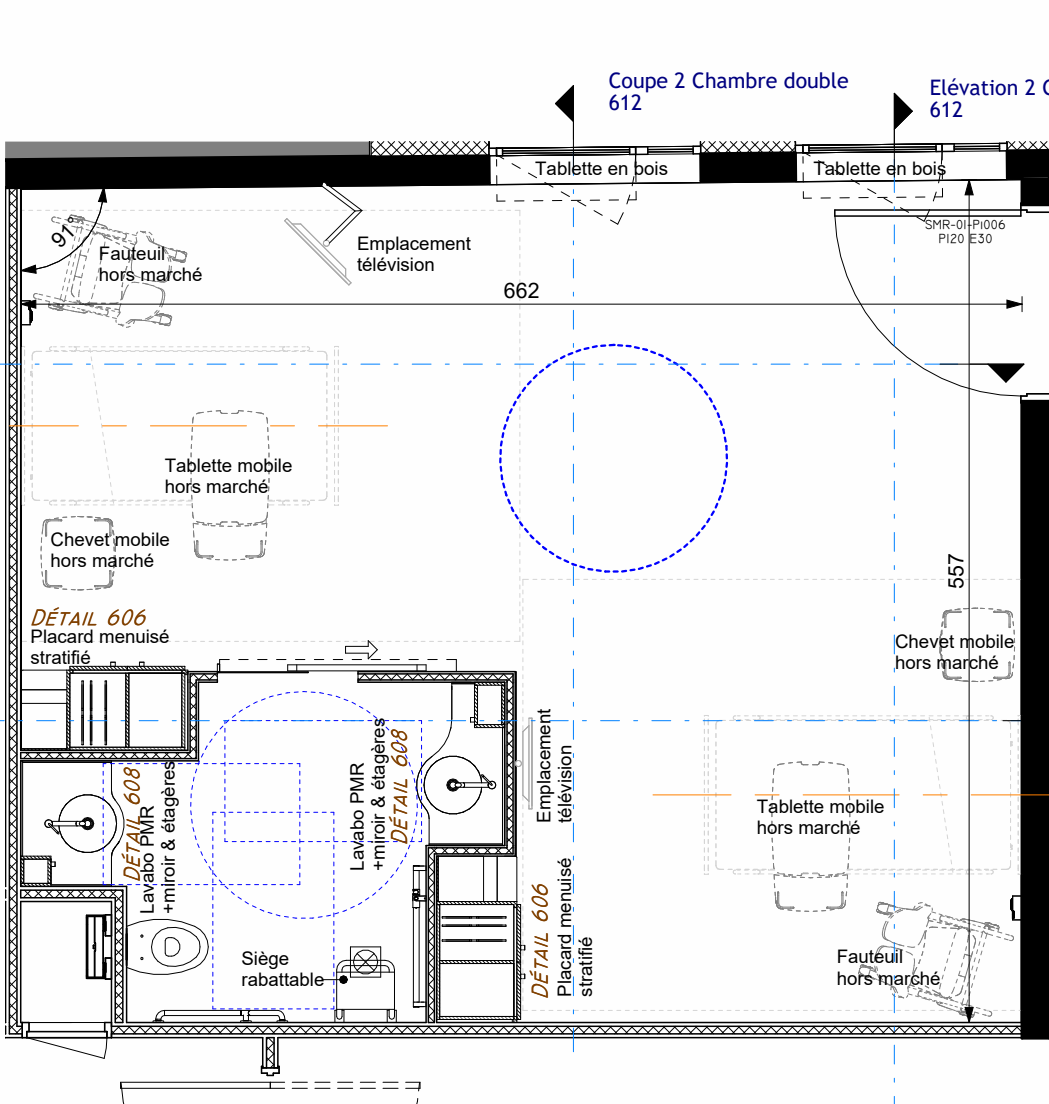 Coupe 2 Chambre double
612
Elévation 2 C
612
Tablette en bois
Tablette en bois
SMR-01-P1006
P120 E30
91°
Fauteuil
hors marché
Emplacement
télévision
662
Tablette mobile
hors marché
Chevet mobile
hors marché
557
DÉTAIL 606
Placard menuisé
stratifié
Chevet mobile
hors marché
DÉTAIL 608
Lavabo PMR
+miroir & étagères
Lavabo PMR
+miroir & étagères
DÉTAIL 608
Emplacement
télévision
Tablette mobile
hors marché
DÉTAIL 606
Placard menuisé
stratifié
Siège
rabattable
Fauteuil
hors marché